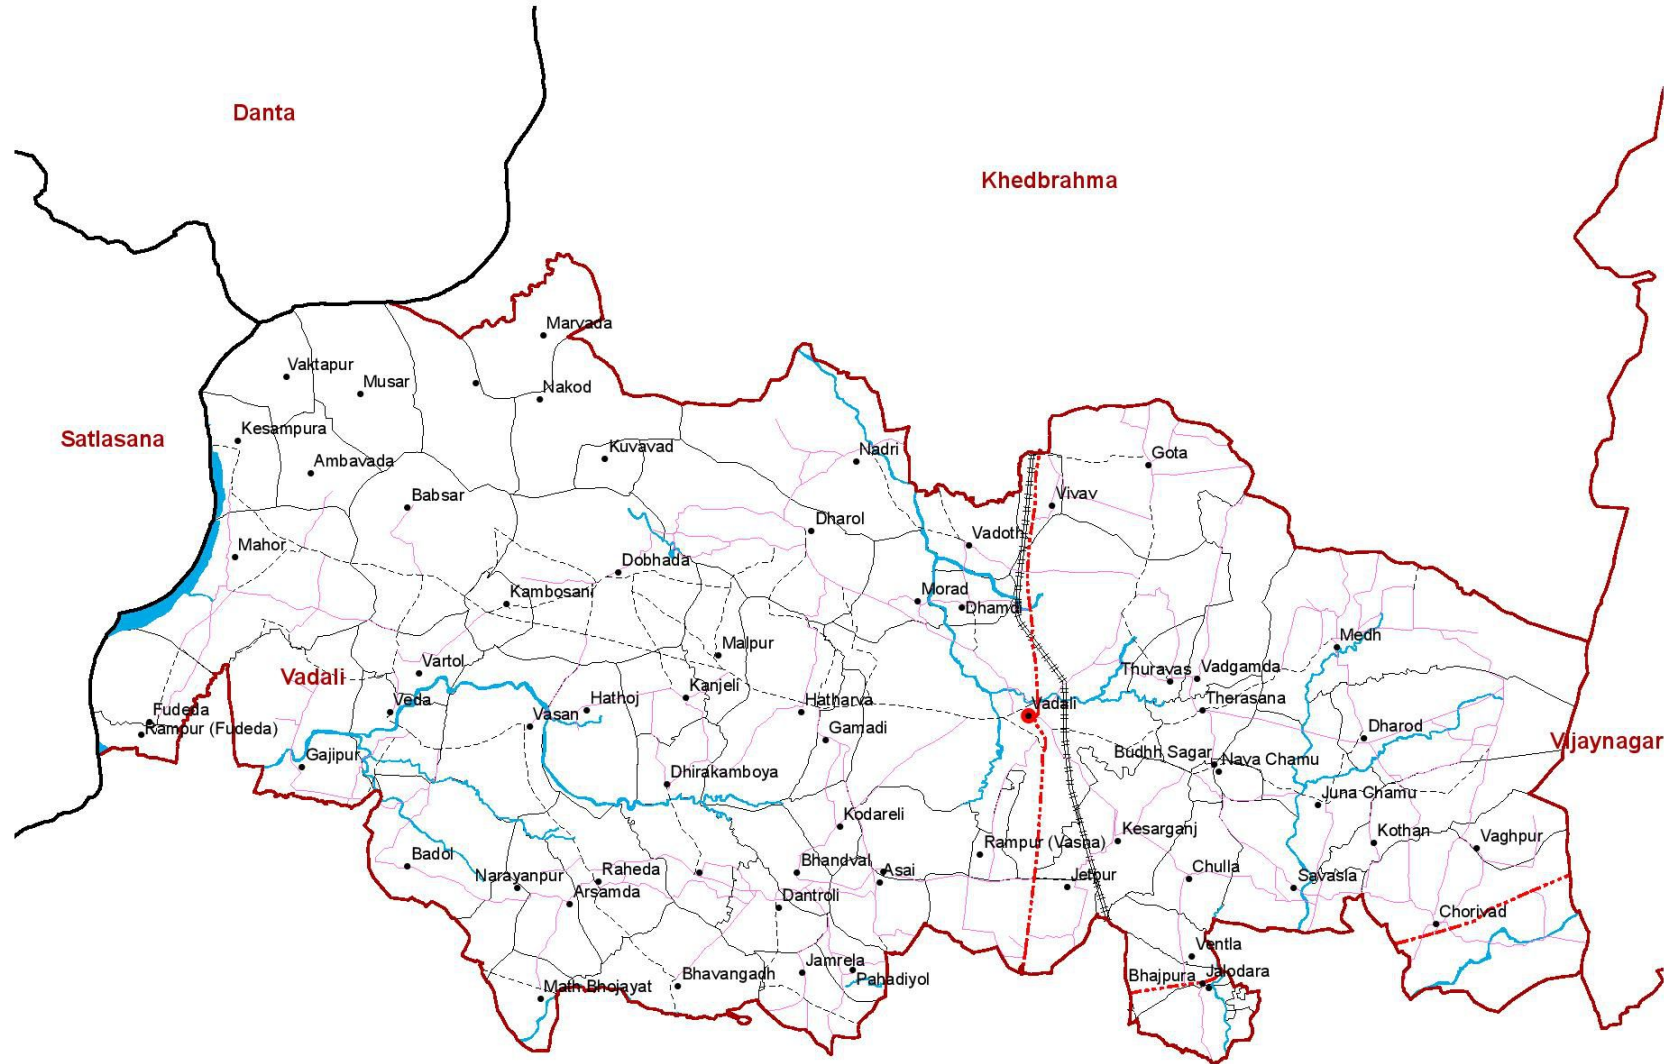 Danta
Khedbrahma
Marvada
Vaktapur
Musar
Nakod
Satlasana
Kesampura
Kuvavad
Nadri
Gota
Ambavada
Babsar
Vivav
Dharol
Vadoth
Mahor
Dobhada
Kambosani
Morad
Dhamdi
Medh
Malpur
Vartol
Thuravas
Vadgamda
Vadali
Kanjeli
Veda
Hathoj
Hatharva
Therasana
Vadali
Fudeda
Rampur (Fudeda)
Vasan
Gamadi
Dharod
Vijaynagar
Gajipur
Budhh Sagar
Nava Chamu
Dhirakamboya
Juna Chamu
Kodareli
Kesarganj
Kothan
Vaghpur
Rampur (Vasna)
Badol
Bhandval
Raheda
Asai
Chulla
Narayanpur
Jetpur
Savasla
Arsamda
Dantroli
Chorivad
Ventla
Jamrela
Bhavangadh
Pahadiyol
Bhajpura
Jalodara
Math Bhojayat